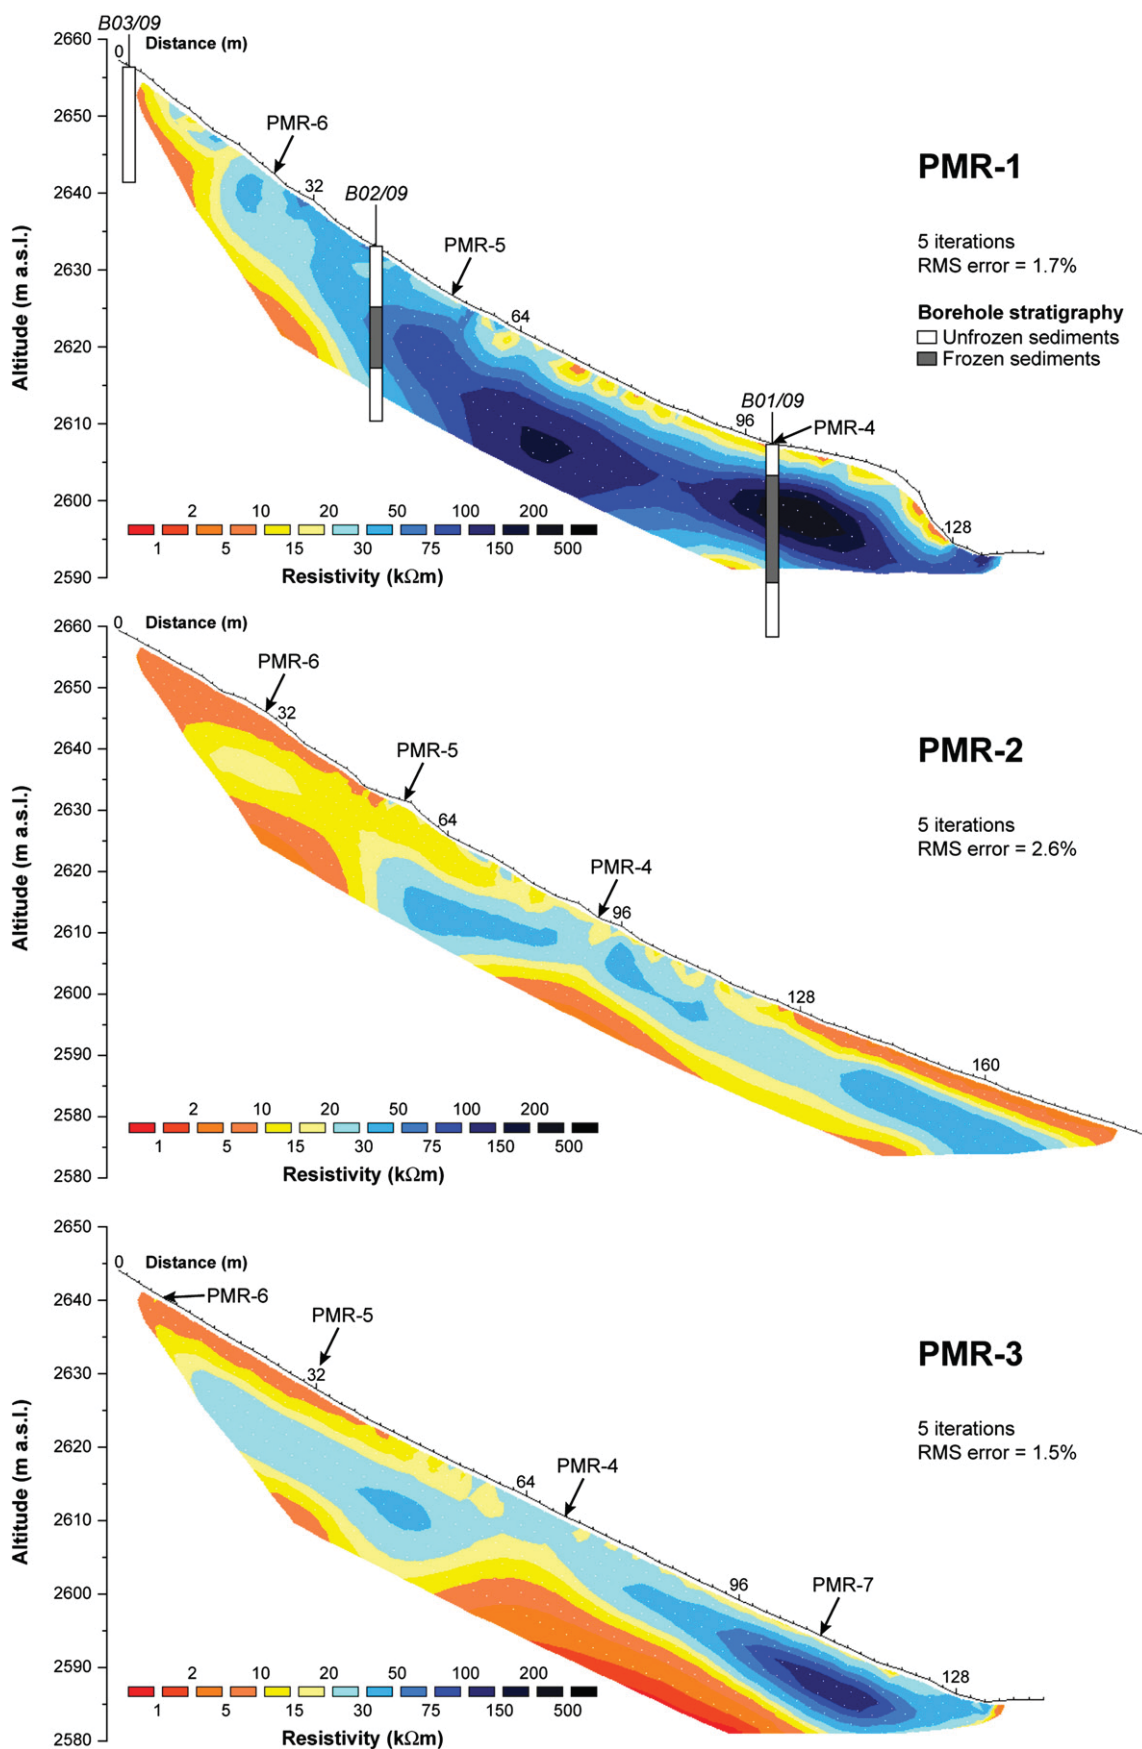 B03/09
2660
0
Distance (m)
2650
PMR-6
PMR-1
2640
32
B02/09
PMR-5
5 iterations
RMS error = 1.7%
2630
Borehole stratigraphy
Unfrozen sediments
Frozen sediments
64
2620
Altitude (m a.s.l.)
B01/09
96
PMR-4
2610
2600
2 10 20 50 100 200
128
1 5 15 30 75 150 500
Resistivity (kΩm)
2590
2660
0
Distance (m)
PMR-6
2650
32
PMR-2
PMR-5
2640
2630
64
5 iterations
RMS error = 2.6%
2620
Altitude (m a.s.l.)
PMR-4
96
2610
2600
128
2590
160
2 10 20 50 100 200
2580
1 5 15 30 75 150 500
Resistivity (kΩm)
2580
2650
0
Distance (m)
PMR-6
2640
PMR-5
PMR-3
32
2630
5 iterations
RMS error = 1.5%
2620
PMR-4
64
Altitude (m a.s.l.)
2610
2600
96
PMR-7
2590
128
2 10 20 50 100 200
1 5 15 30 75 150 500
Resistivity (kΩm)
2580